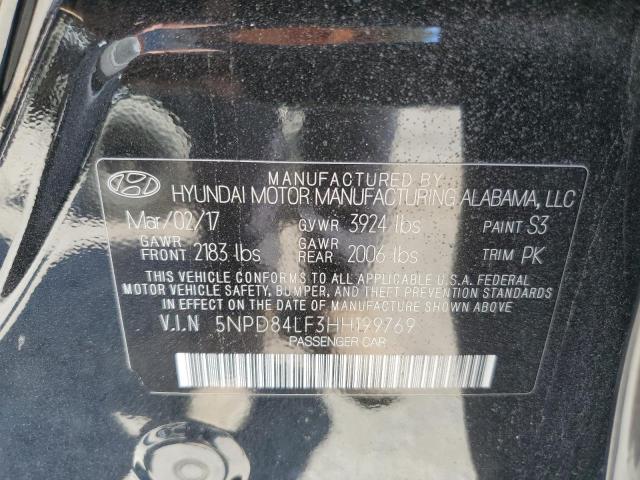 MANUFACTURED BY
HYUNDAI MOTOR MANUFACTURING ALABAMA, LLC
Mar/02/17 GVWR 3924 lbs PAINT S3
GAWR FRONT 2183 lbs GAWR REAR 2006 lbs TRIM PK
THIS VEHICLE CONFORMS TO ALL APPLICABLE U.S.A. FEDERAL
MOTOR VEHICLE SAFETY, BUMPER, AND THEFT PREVENTION STANDARDS
IN EFFECT ON THE DATE OF MANUFACTURE SHOWN ABOVE.
V.I.N 5NPD84LF3HH199769
PASSENGER CAR